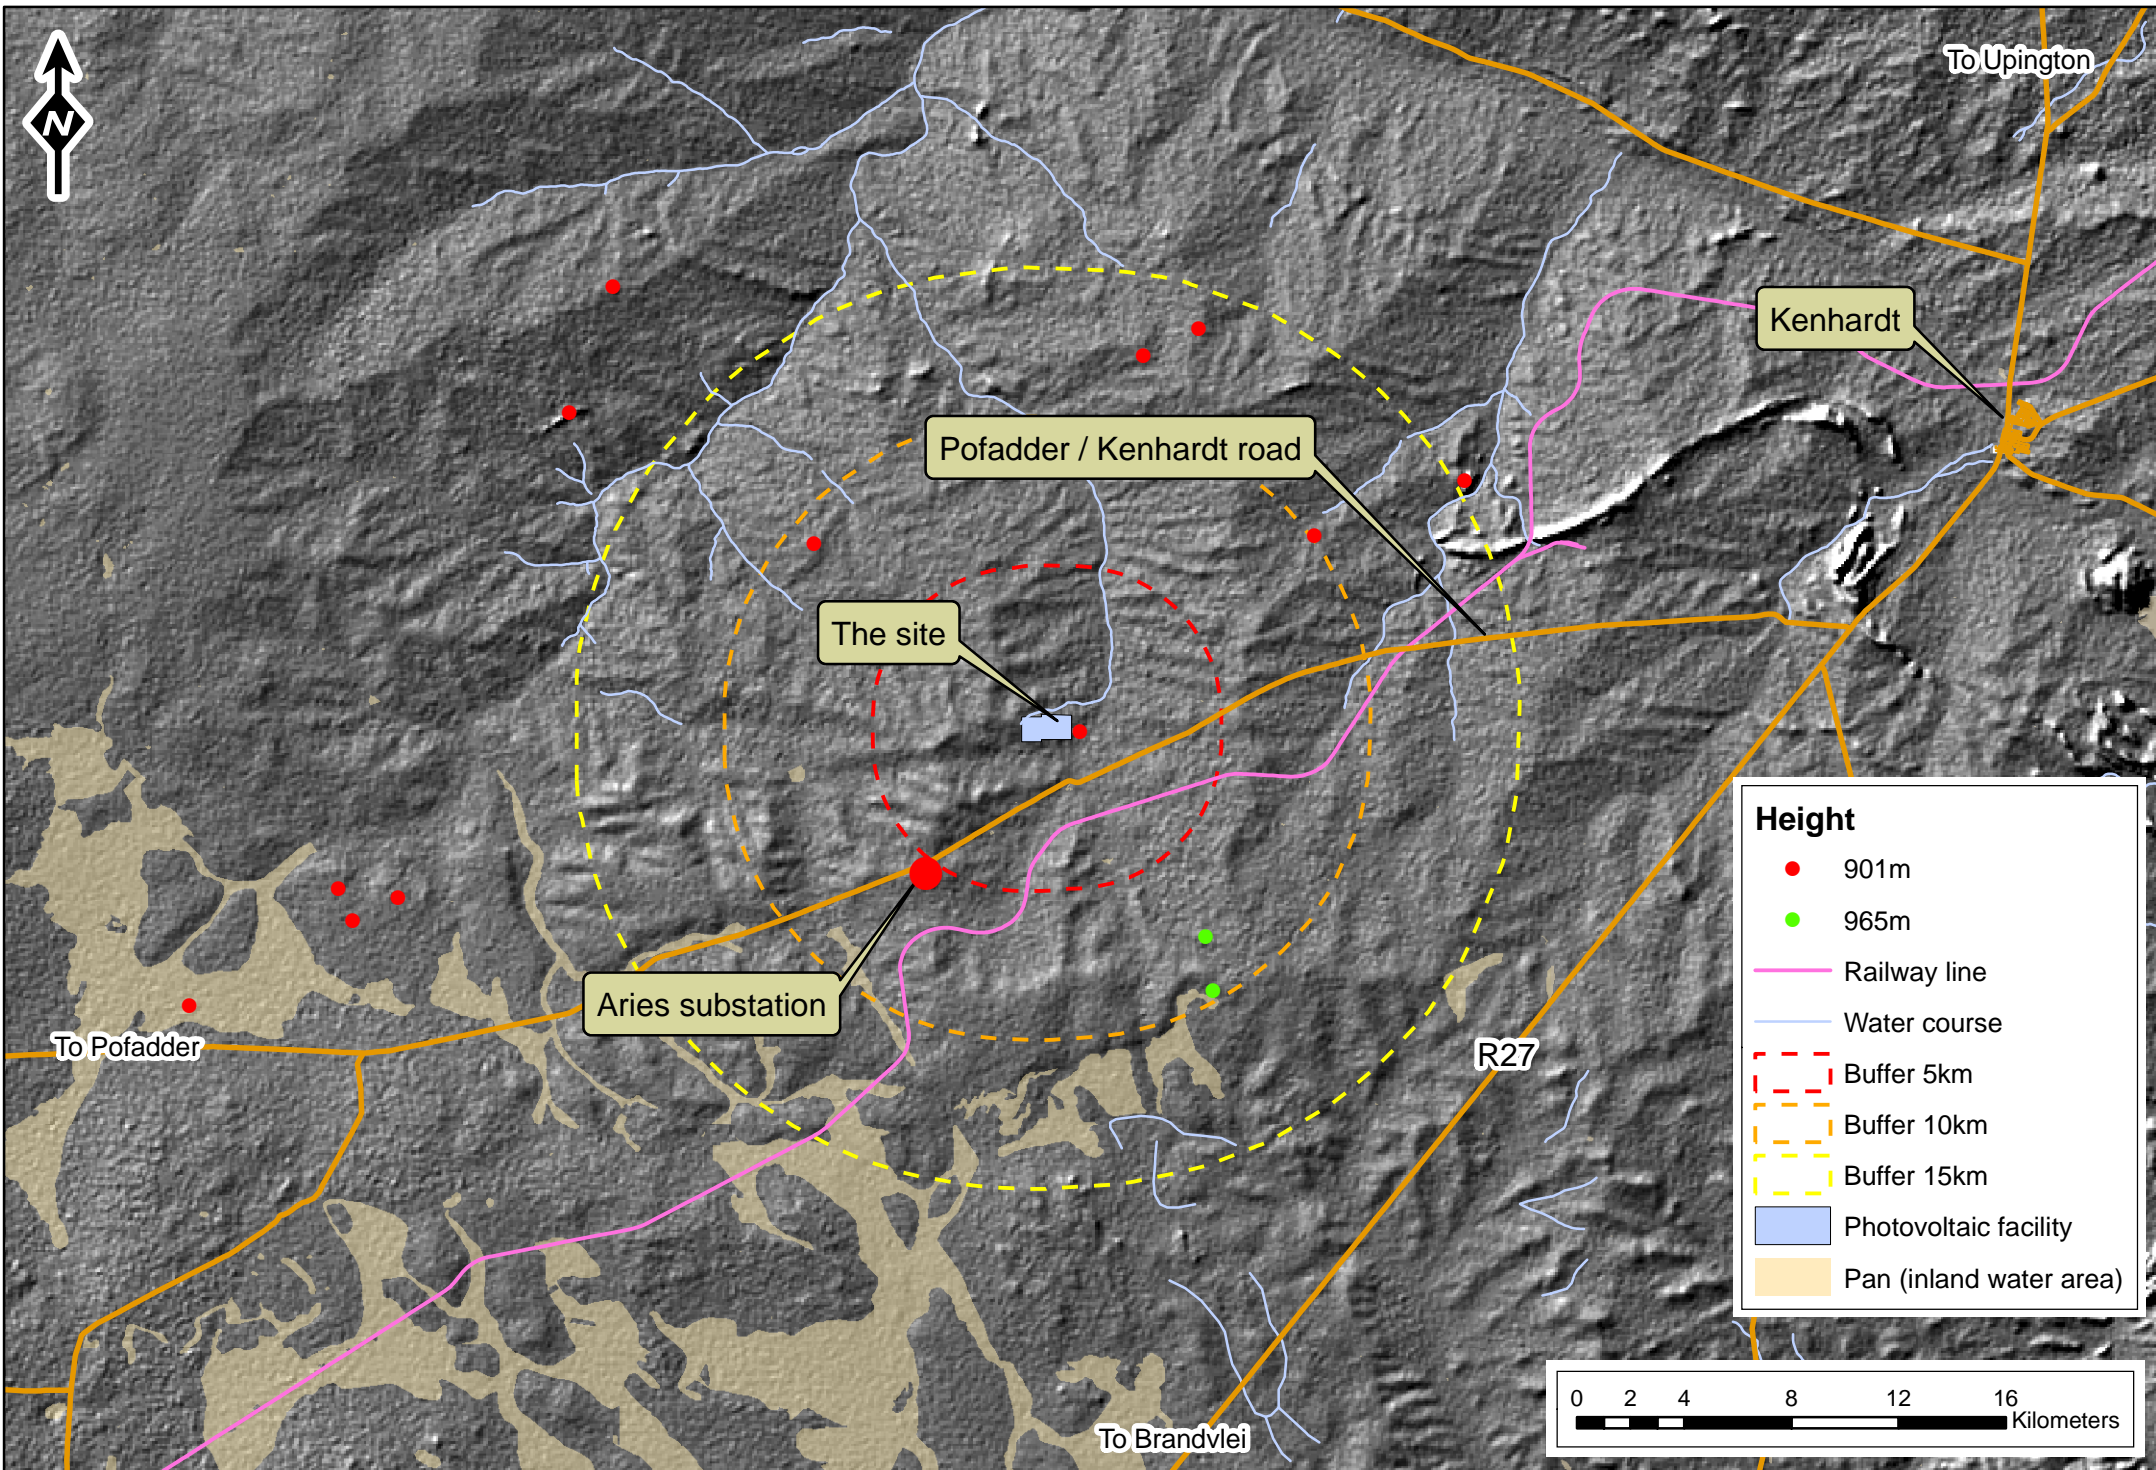 N
To Upington
Kenhardt
Pofadder / Kenhardt road
The site
Aries substation
To Pofadder
R27
To Brandvlei
Height
901m
965m
Railway line
Water course
Buffer 5km
Buffer 10km
Buffer 15km
Photovoltaic facility
Pan (inland water area)
0 2 4 8 12 16
Kilometers